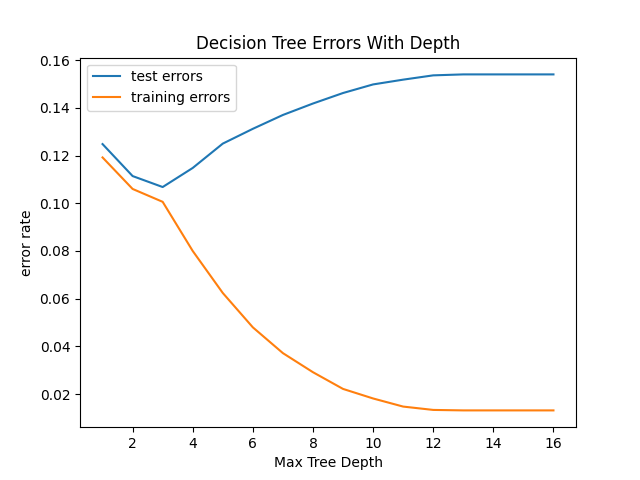 Decision Tree Errors With Depth
0.16
0.14
0.12
0.10
0.08
0.06
0.04
0.02
error rate
test errors
training errors
2 4 6 8 10 12 14 16
Max Tree Depth